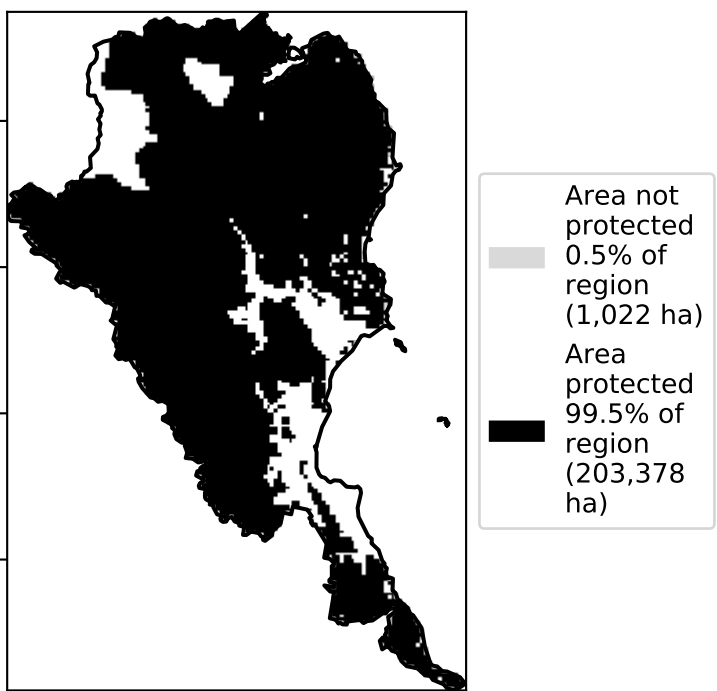 Area not
protected
0.5% of
region
(1,022 ha)
Area
protected
99.5% of
region
(203,378
ha)